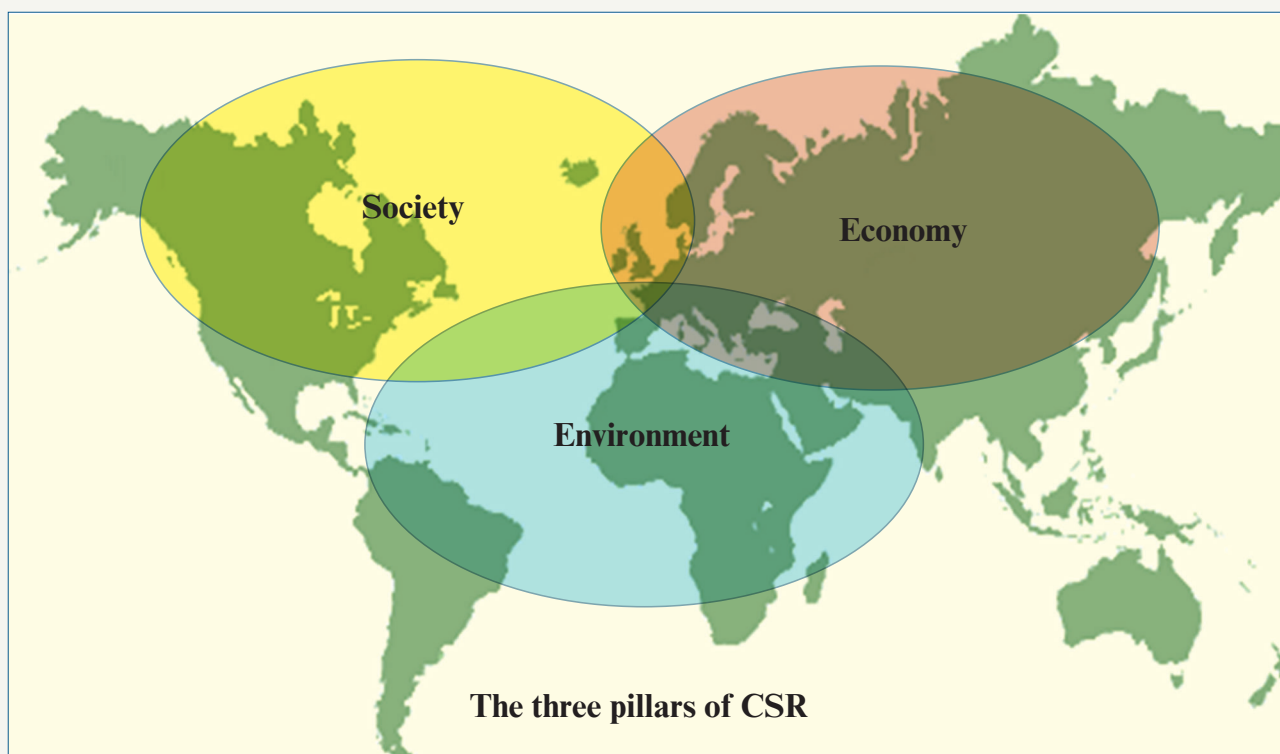 Society
Economy
Environment
The three pillars of CSR